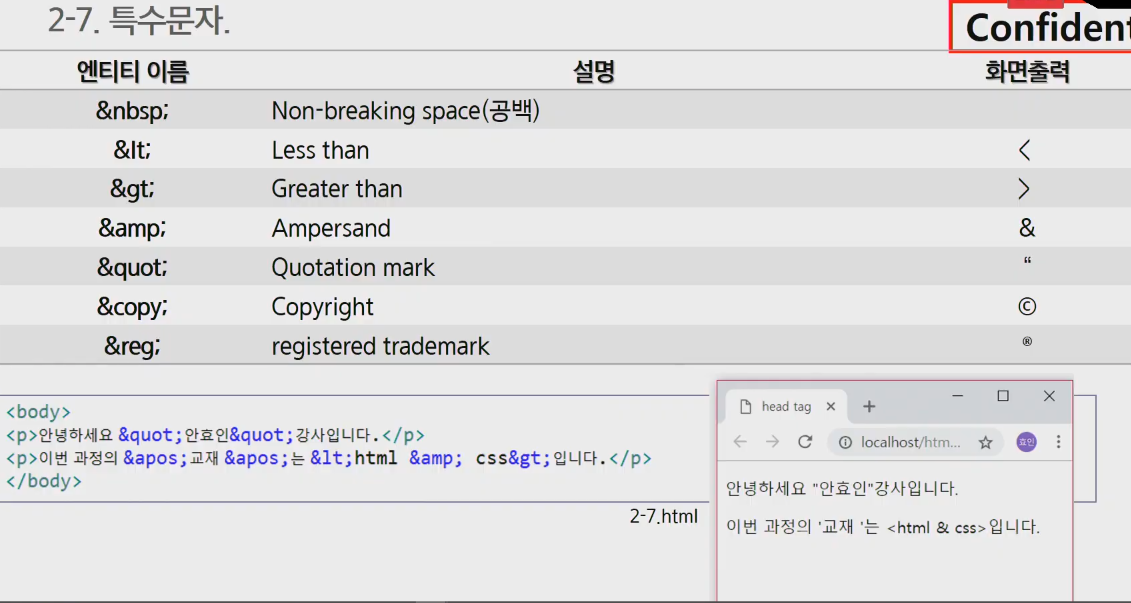 2-7. 특수문자.
Confident
엔티티 이름 설명 화면출력
&nbsp; Non-breaking space(공백)
&lt; Less than <
&gt; Greater than >
&amp; Ampersand &
&quot; Quotation mark “
&copy; Copyright ©
&reg; registered trademark ®
<body>
<p>안녕하세요 &quot;안효인&quot;강사입니다.</p>
<p>이번 과정의 &apos;교재 &apos;는 &lt;html &amp; css&gt;입니다.</p>
</body>
2-7.html
head tag
localhost/htm...
효인
안녕하세요 "안효인"강사입니다.
이번 과정의 '교재 '는 <html & css>입니다.